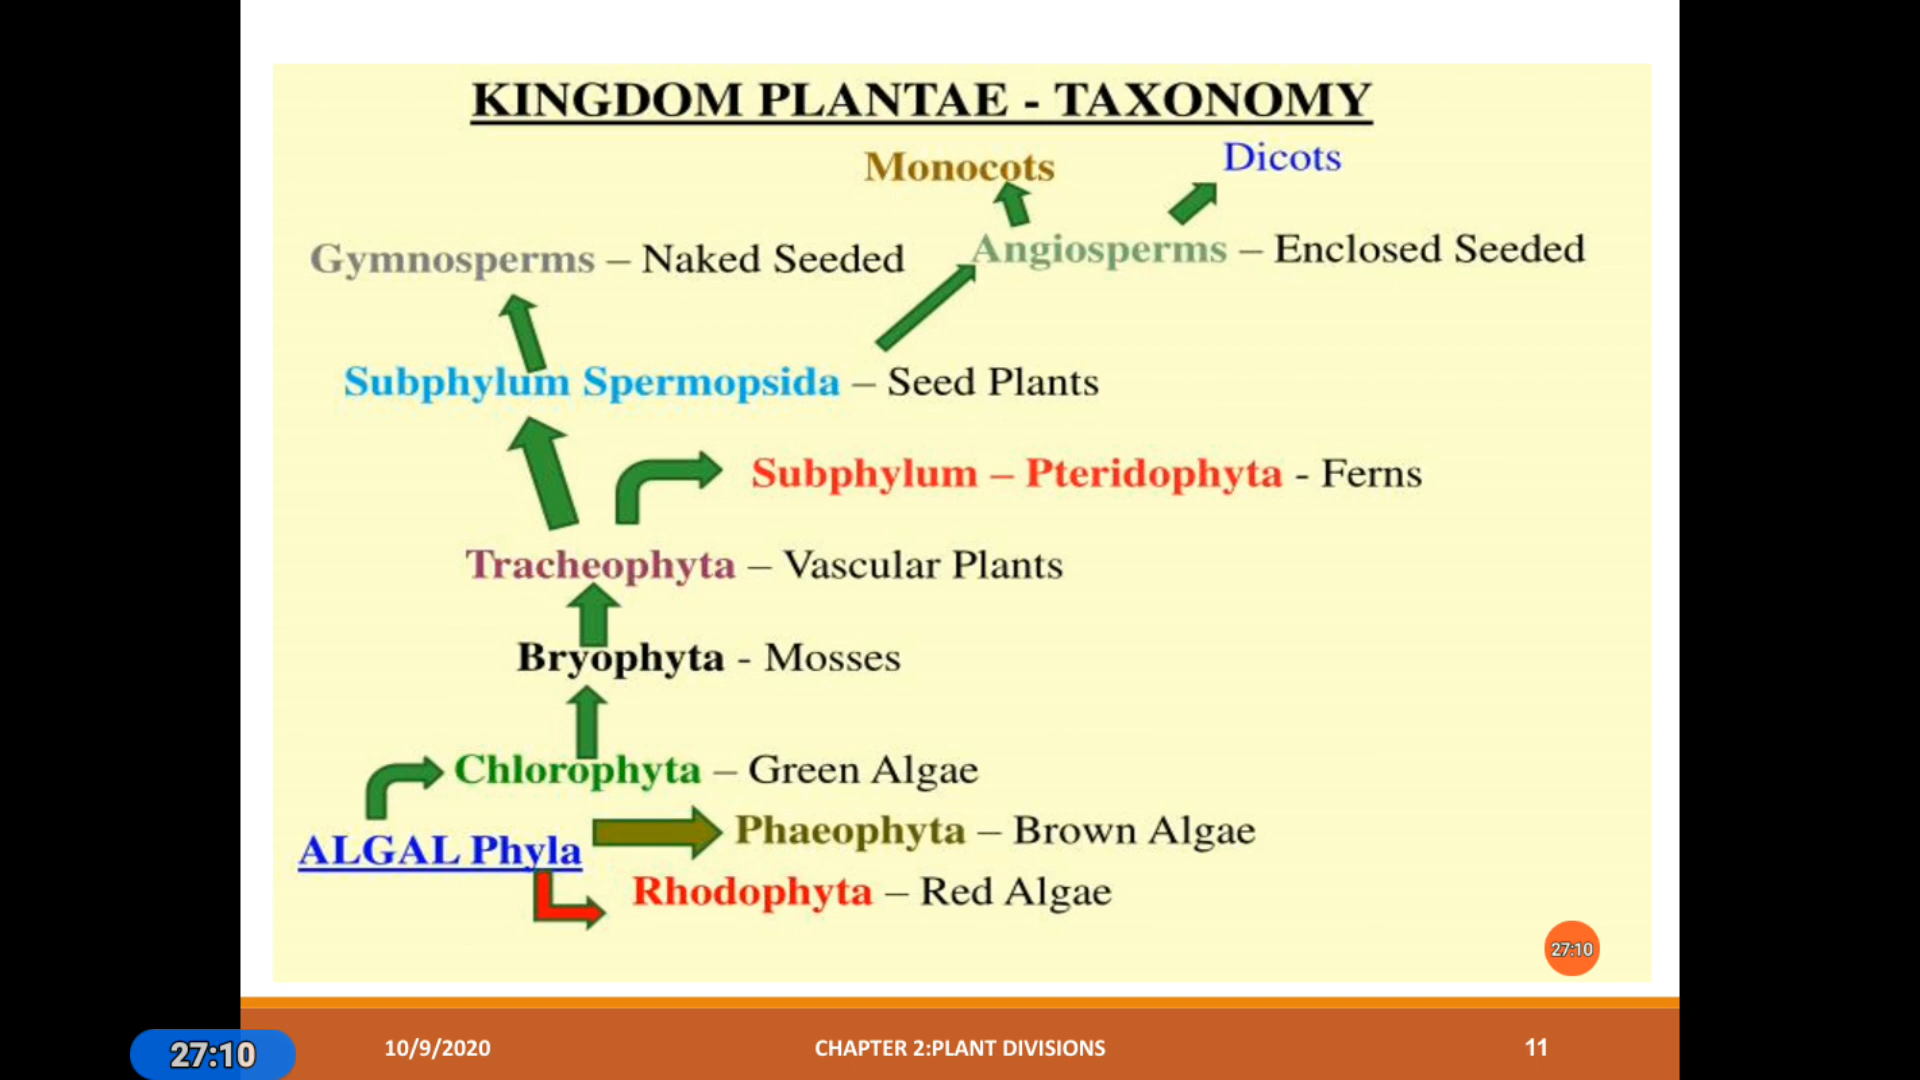 KINGDOM PLANTAE - TAXONOMY
Monocots
Dicots
Gymnosperms – Naked Seeded
Angiosperms – Enclosed Seeded
Subphylum Spermopsida – Seed Plants
Subphylum – Pteridophyta - Ferns
Tracheophyta – Vascular Plants
Bryophyta - Mosses
Chlorophyta – Green Algae
ALGAL Phyla
Phaeophyta – Brown Algae
Rhodophyta – Red Algae
27:10
27:10
10/9/2020
CHAPTER 2:PLANT DIVISIONS
11